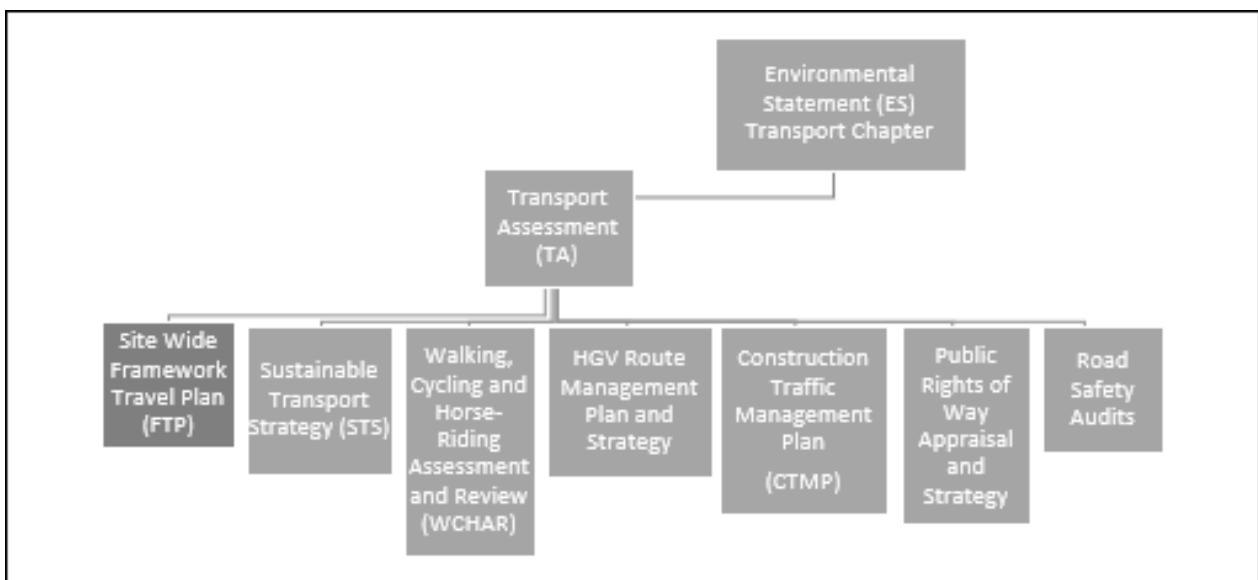 Environmental
Statement (ES)
Transport Chapter
Transport
Assessment
(TA)
Site Wide
Framework
Travel Plan
(FTP)
Sustainable
Transport
Strategy (STS)
Walking,
Cycling and
Horse-
Riding
Assessment
and Review
(WCHAR)
HGV Route
Management
Plan and
Strategy
Construction
Traffic
Management
Plan
(CTMP)
Public
Rights of
Way
Appraisal
and
Strategy
Road
Safety
Audits